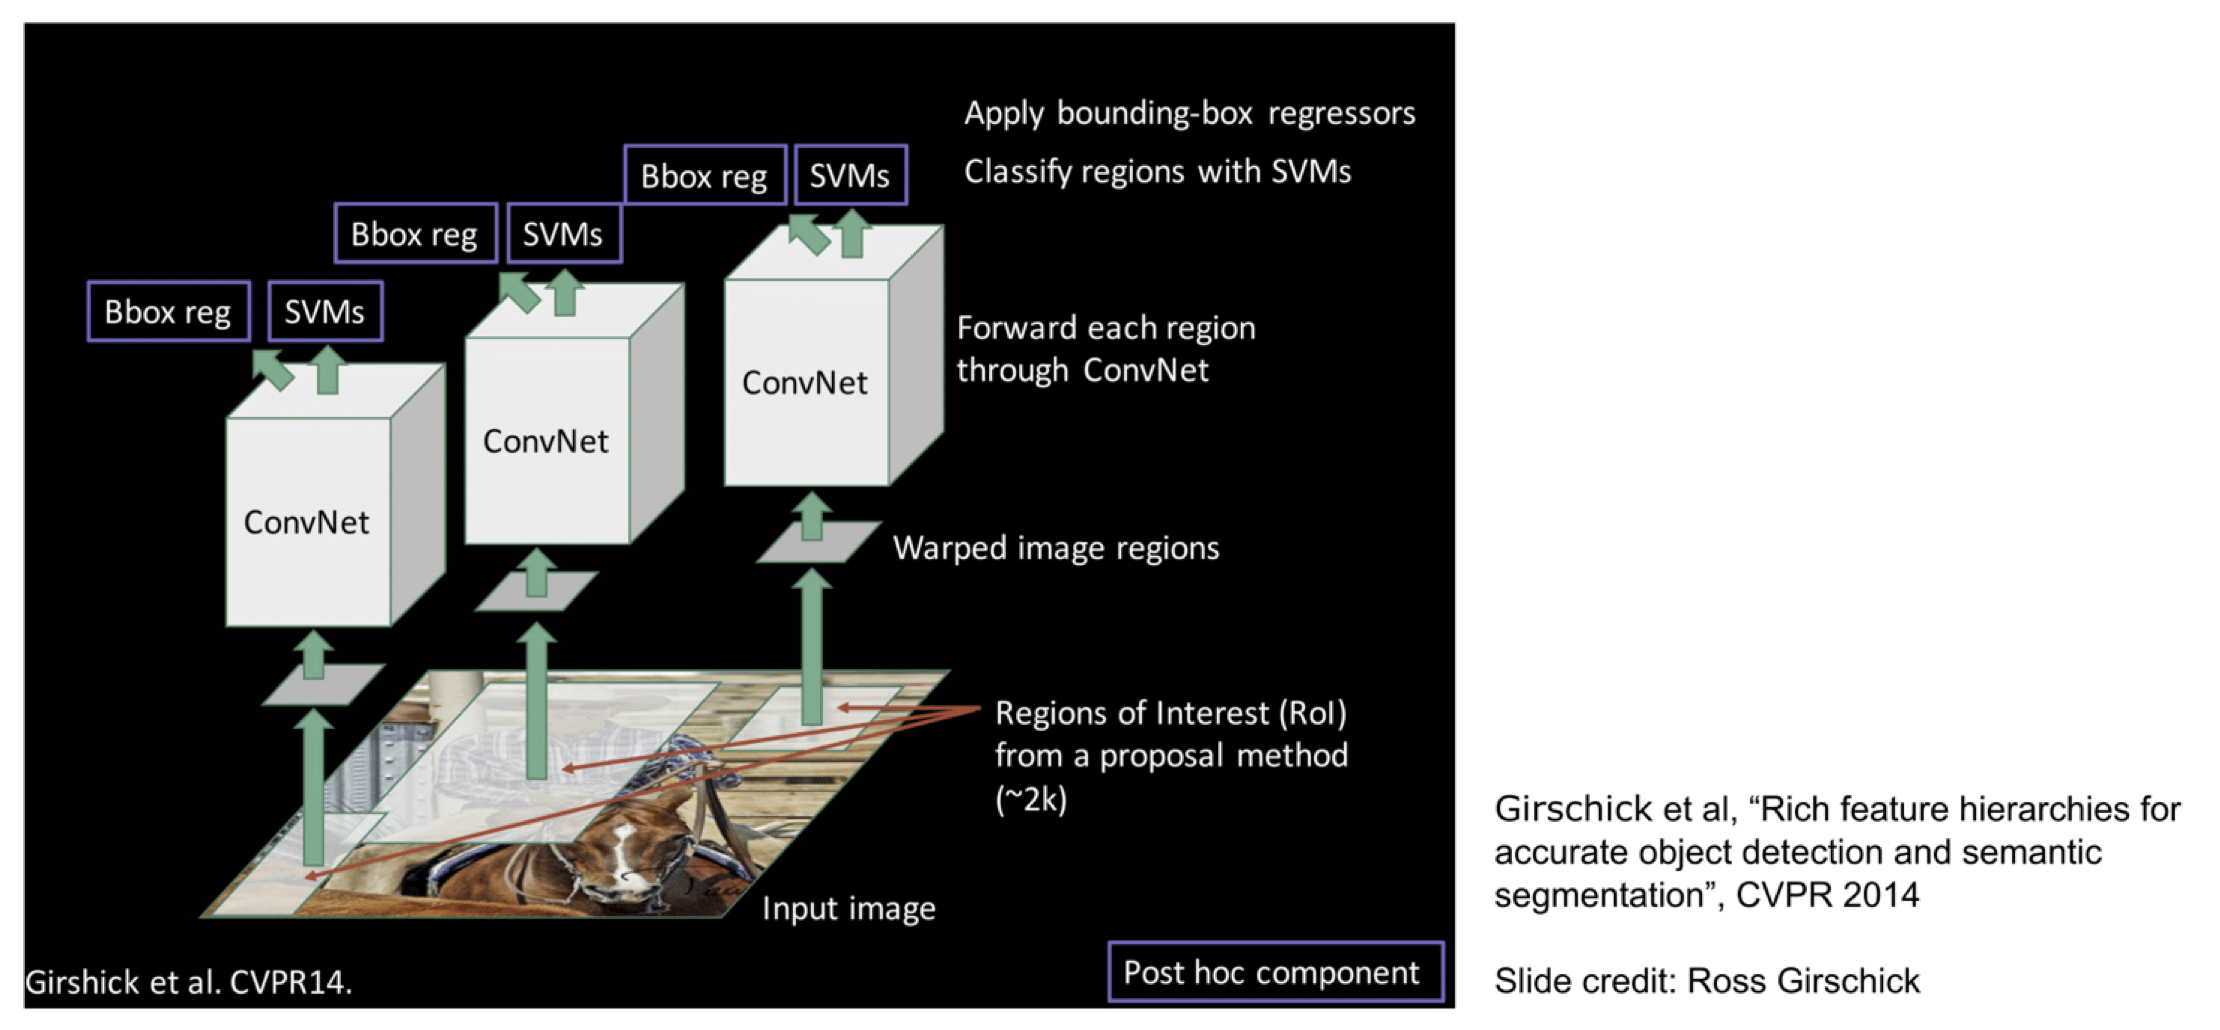 Apply bounding-box regressors
Bbox reg
SVMs
Classify regions with SVMs
Bbox reg
SVMs
Bbox reg
SVMs
Forward each region
through ConvNet
ConvNet
ConvNet
ConvNet
Warped image regions
Regions of Interest (RoI)
from a proposal method
(~2k)
Input image
Post hoc component
Girshick et al. CVPR14.
Girschick et al, “Rich feature hierarchies for
accurate object detection and semantic
segmentation”, CVPR 2014
Slide credit: Ross Girschick